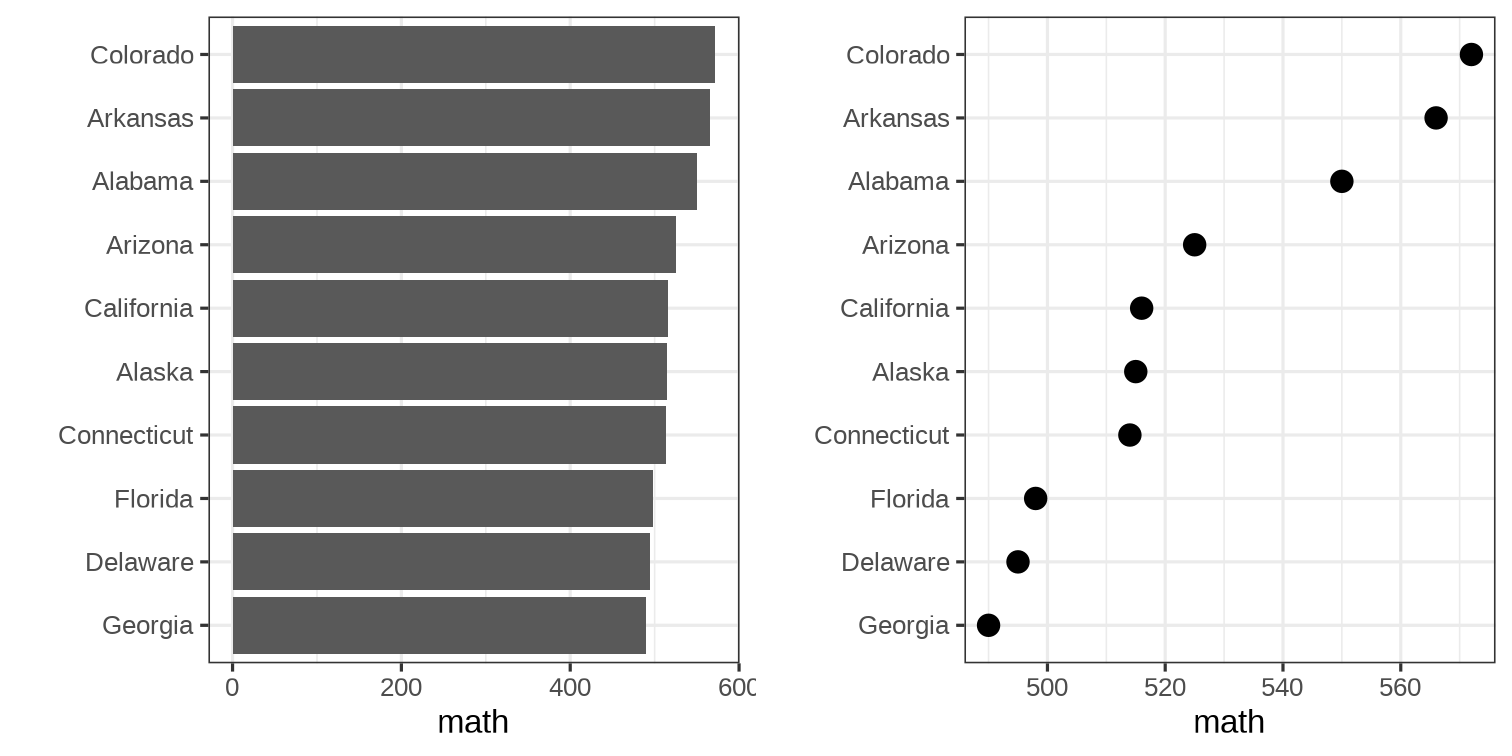 Colorado
Arkansas
Alabama
Arizona
California
Alaska
Connecticut
Florida
Delaware
Georgia
0 200 400 600
math
Colorado
Arkansas
Alabama
Arizona
California
Alaska
Connecticut
Florida
Delaware
Georgia
500 520 540 560
math